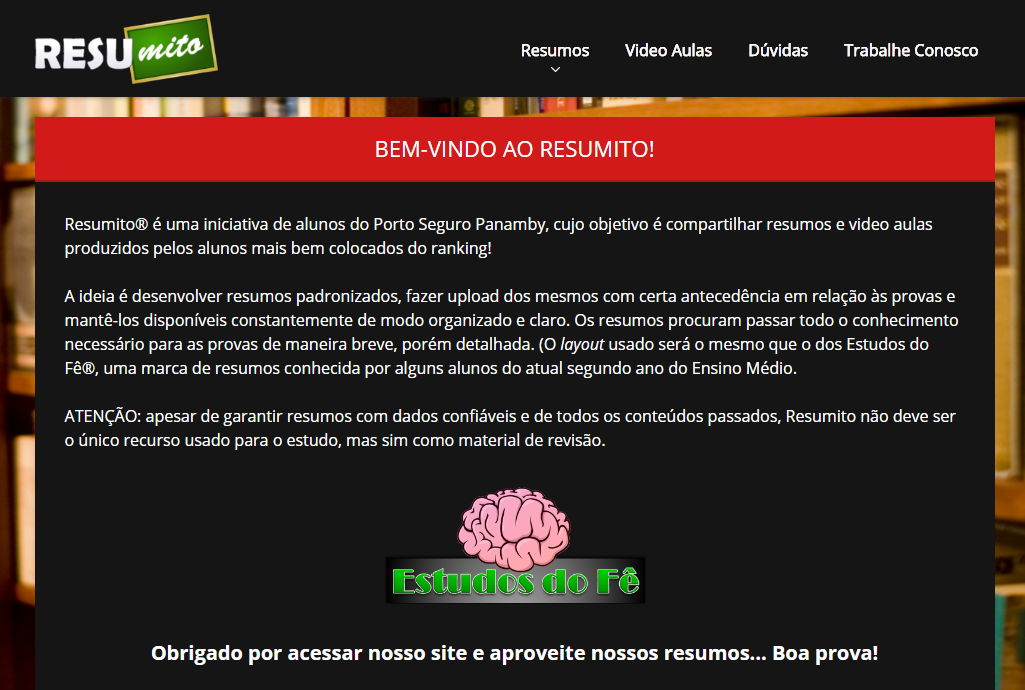 RESUmito
Resumos
Video Aulas
Dúvidas
Trabalhe Conosco
BEM-VINDO AO RESUMITO!
Resumito® é uma iniciativa de alunos do Porto Seguro Panamby, cujo objetivo é compartilhar resumos e video aulas
produzidos pelos alunos mais bem colocados do ranking!
A ideia é desenvolver resumos padronizados, fazer upload dos mesmos com certa antecedência em relação às provas e
mantê-los disponíveis constantemente de modo organizado e claro. Os resumos procuram passar todo o conhecimento
necessário para as provas de maneira breve, porém detalhada. (O layout usado será o mesmo que o dos Estudos do
Fê®, uma marca de resumos conhecida por alguns alunos do atual segundo ano do Ensino Médio.
ATENÇÃO: apesar de garantir resumos com dados confiáveis e de todos os conteúdos passados, Resumito não deve ser
o único recurso usado para o estudo, mas sim como material de revisão.
Estudos do Fê
Obrigado por acessar nosso site e aproveite nossos resumos... Boa prova!